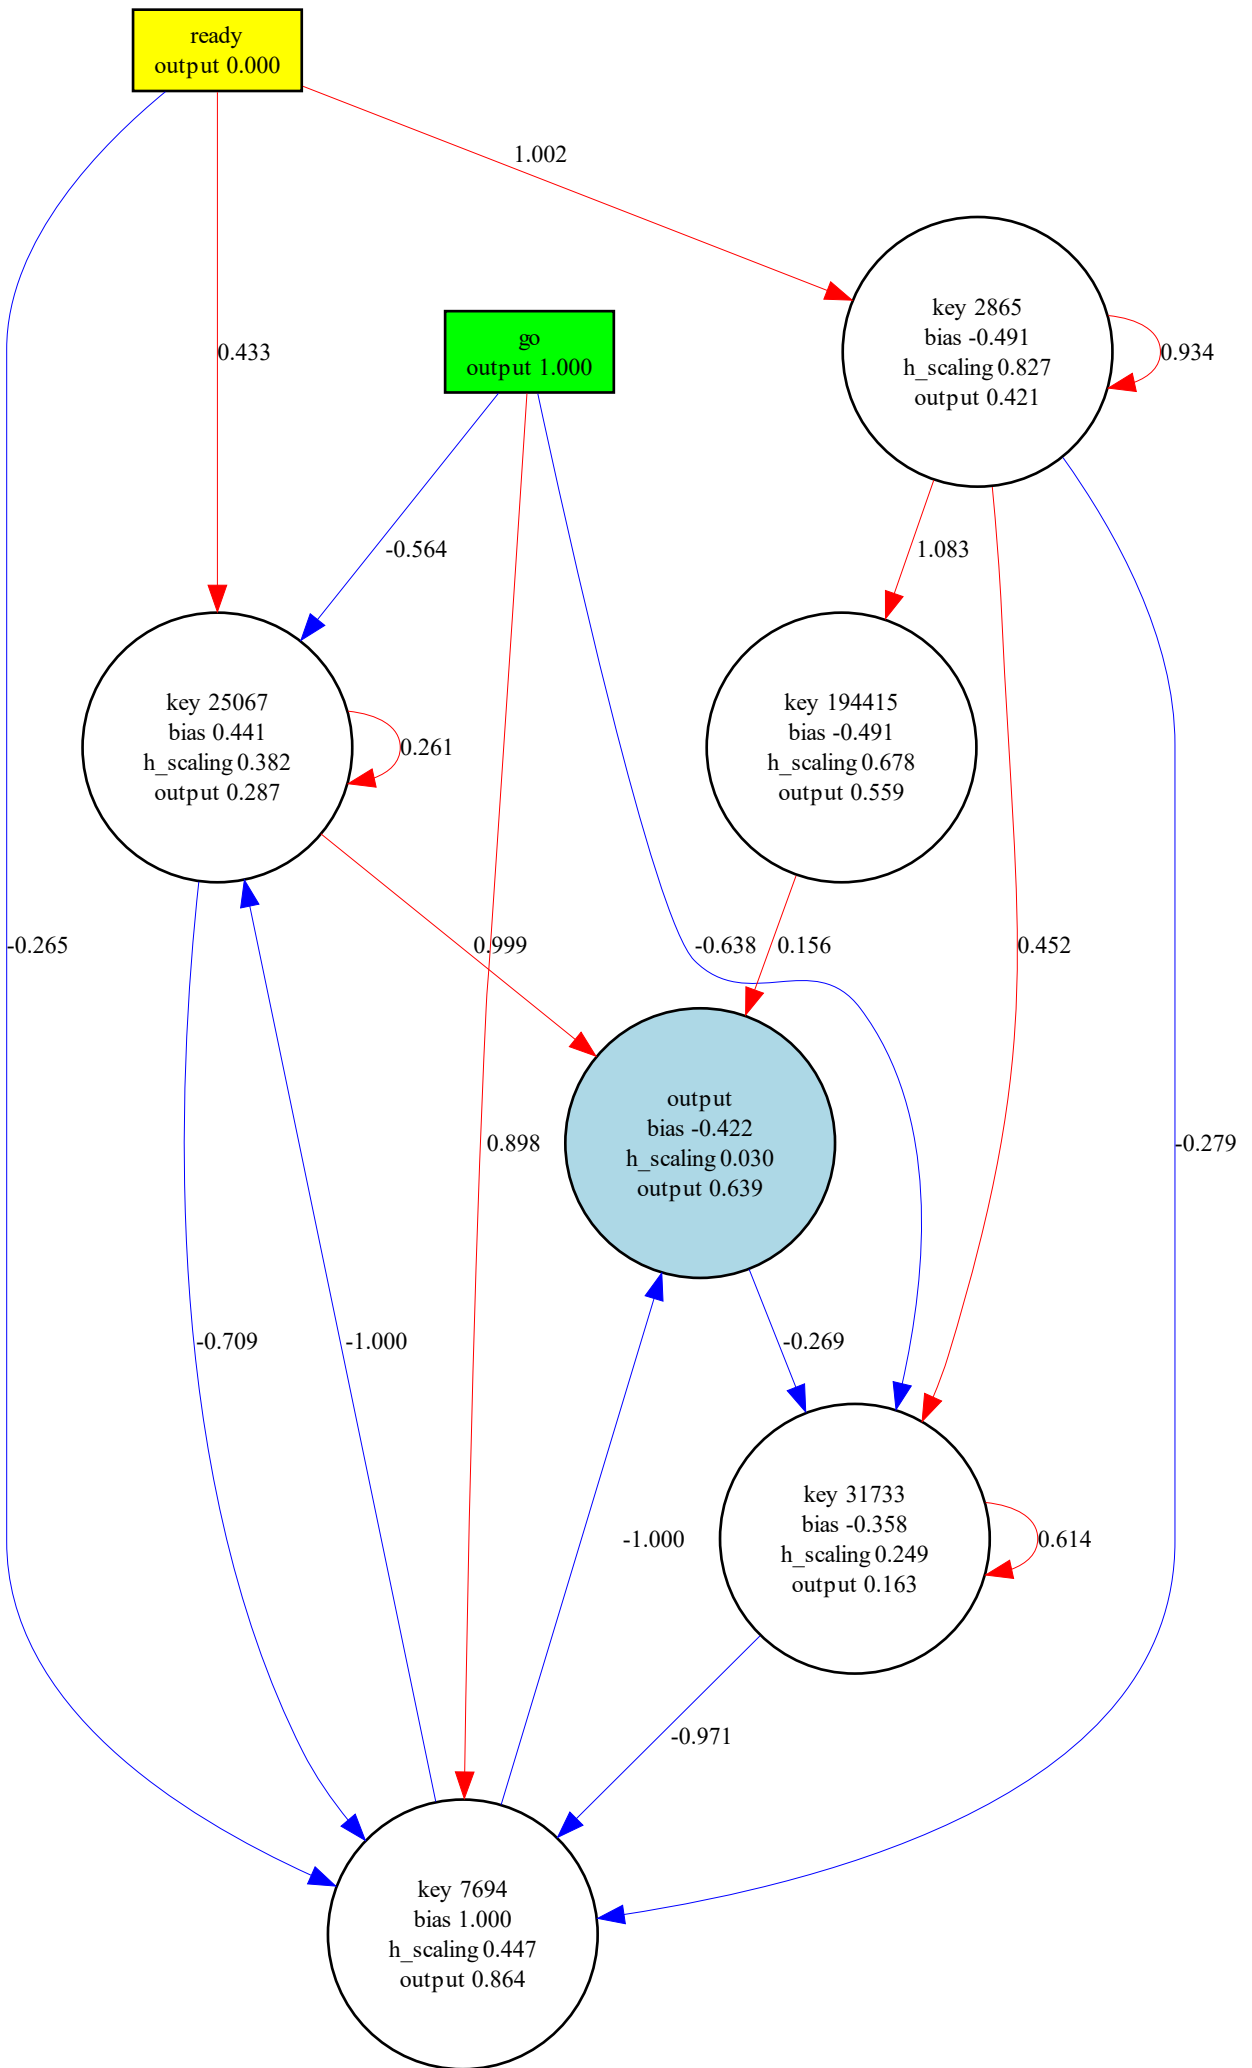 ready
output 0.000
1.002
key 2865
bias -0.491
h_scaling 0.827
output 0.421
0.934
go
output 1.000
0.433
-0.564
1.083
key 25067
bias 0.441
h_scaling 0.382
output 0.287
0.261
key 194415
bias -0.491
h_scaling 0.678
output 0.559
-0.265
0.999
-0.638
0.156
0.452
output
bias -0.422
h_scaling 0.030
output 0.639
0.898
-0.279
-0.709
-1.000
-0.269
-1.000
key 31733
bias -0.358
h_scaling 0.249
output 0.163
0.614
-0.971
key 7694
bias 1.000
h_scaling 0.447
output 0.864